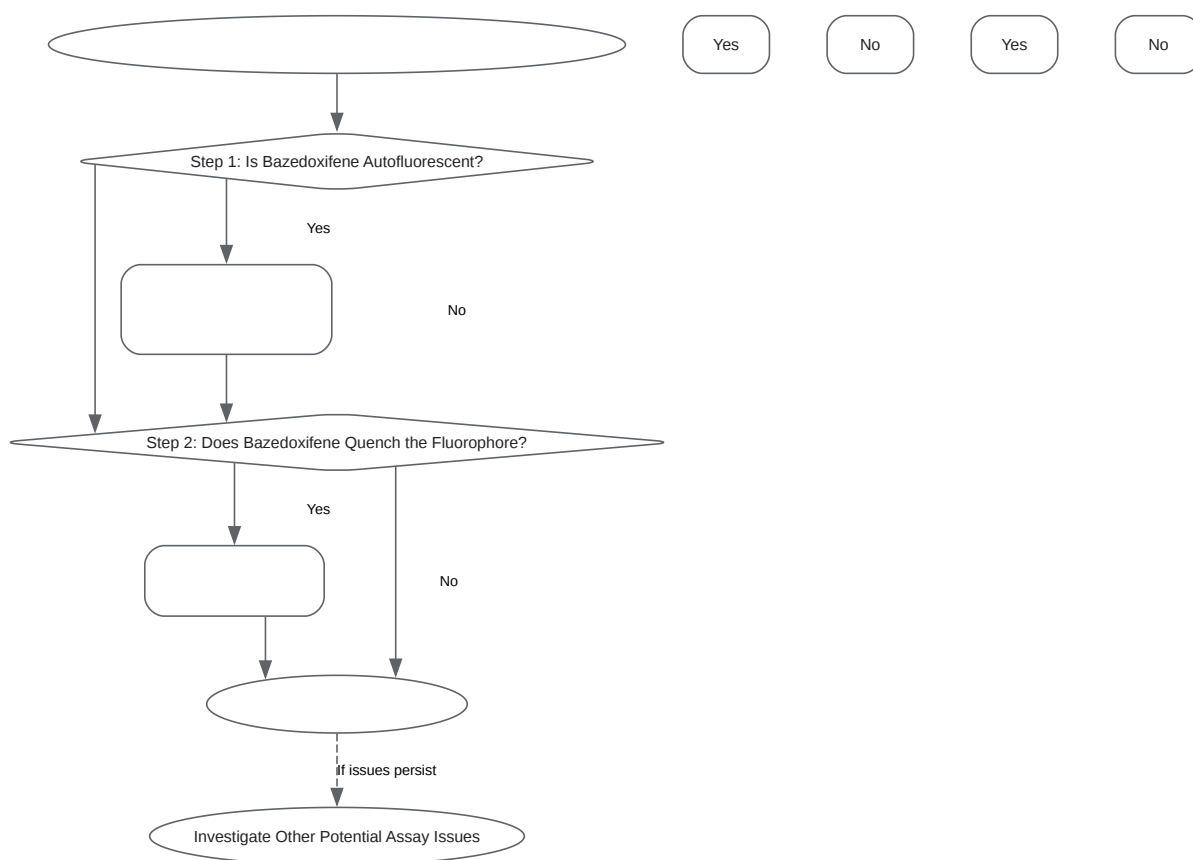 Yes
No
Yes
No
Step 1: Is Bazedoxifene Autofluorescent?
Yes
No
Step 2: Does Bazedoxifene Quench the Fluorophore?
Yes
No
If issues persist
Investigate Other Potential Assay Issues